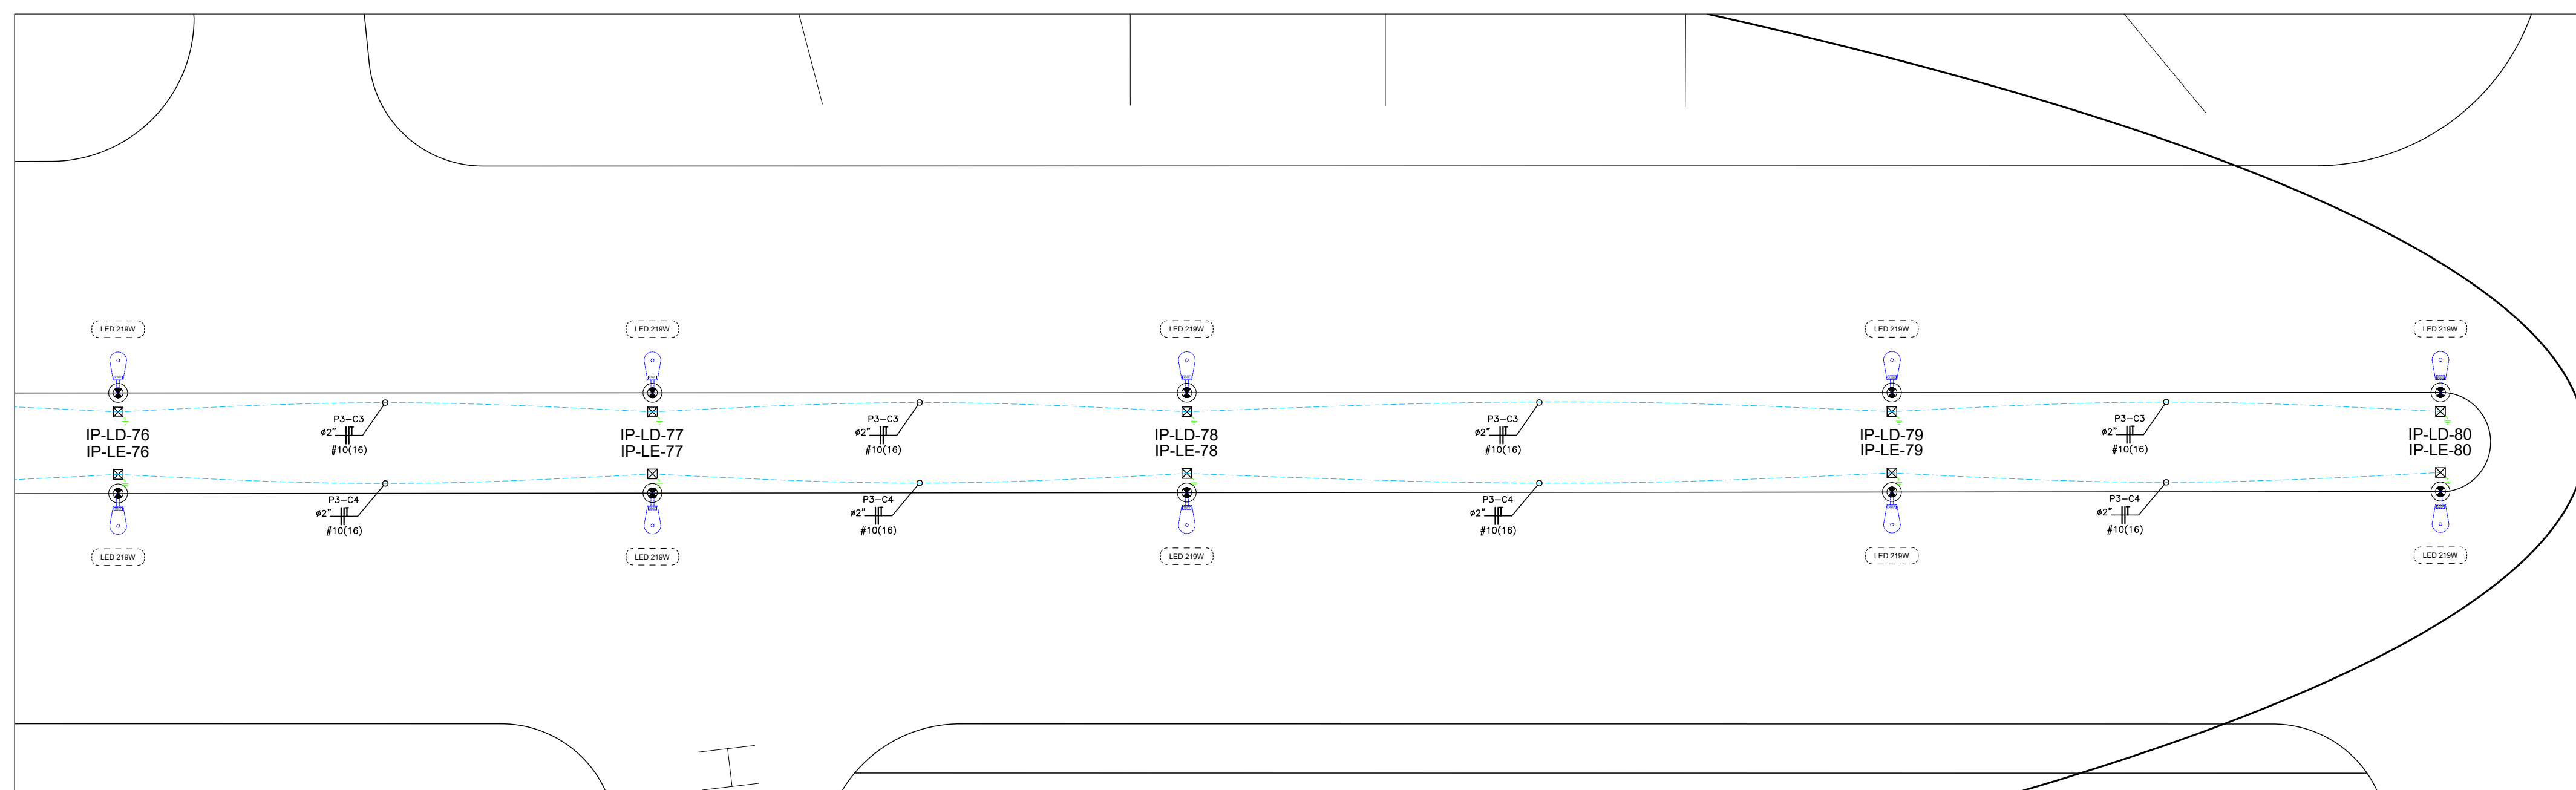 LED 219W
LED 219W
LED 219W
LED 219W
LED 219W
P3-C3
ø2"
#10(16)
P3-C3
ø2"
#10(16)
P3-C3
ø2"
#10(16)
P3-C3
ø2"
#10(16)
IP-LD-76
IP-LE-76
IP-LD-77
IP-LE-77
IP-LD-78
IP-LE-78
IP-LD-79
IP-LE-79
IP-LD-80
IP-LE-80
P3-C4
ø2"
#10(16)
P3-C4
ø2"
#10(16)
P3-C4
ø2"
#10(16)
P3-C4
ø2"
#10(16)
LED 219W
LED 219W
LED 219W
LED 219W
LED 219W